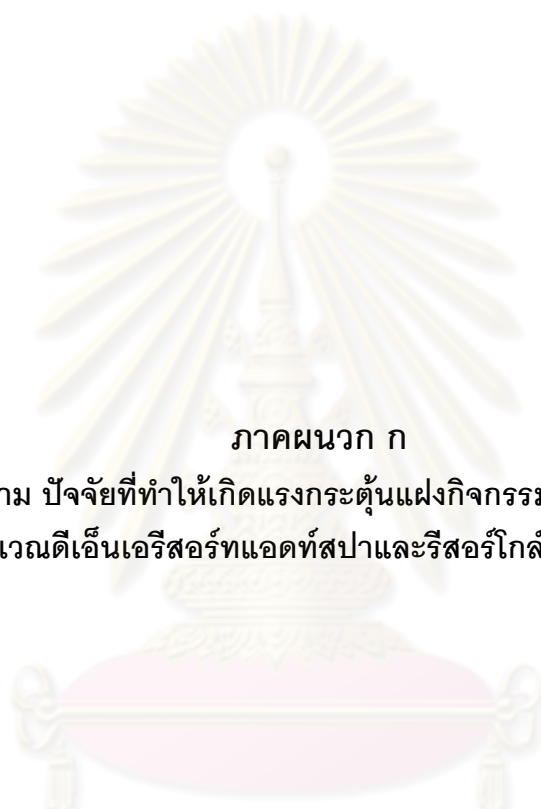 ภาคผนวก ก
าม ปัจจัยที่ทำให้เกิดแรงกระตุ้นแฝงกิจกรรม
เวณดีเอ็นเอรีสอร์ทแอดท์สปาและรีสอร์โกล้